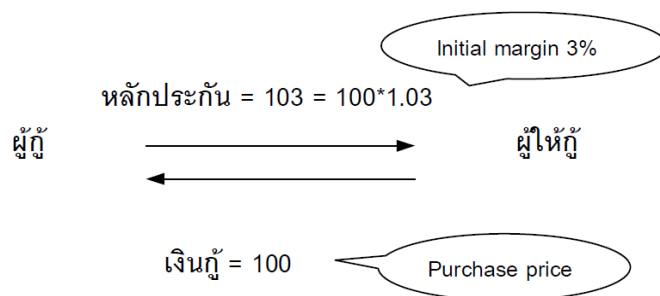 Initial margin 3%
หลักประกัน = 103 = 100*1.03
ผู้กู้
ผู้ให้กู้
เงินกู้ = 100
Purchase price